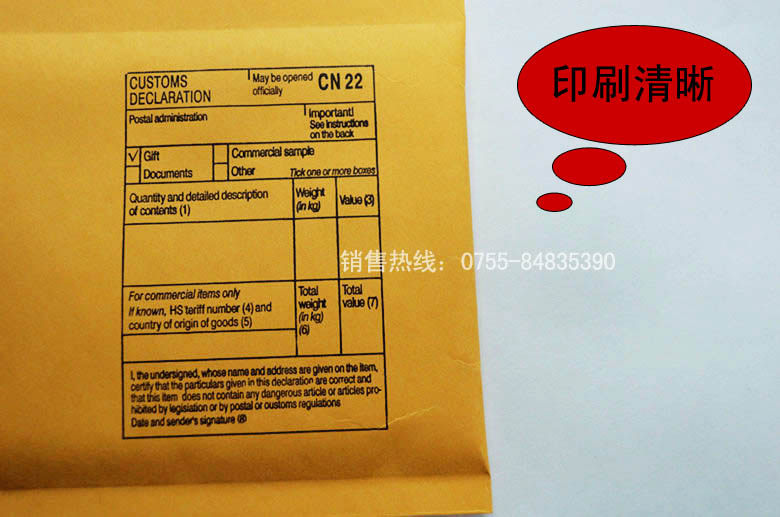 印刷清晰
CUSTOMS
DECLARATION
May be opened
officially
CN 22
Postal administration
Important!
See Instructions
on the back
√ Gift
Commercial sample
Documents
Other
Tick one or more boxes
Quantity and detailed description
of contents (1)
Weight
(in kg)
Value (3)
销售热线：0755-84835390
For commercial items only
If known, HS teriff number (4) and
country of origin of goods (5)
Total
weight
(in kg)
(6)
Total
value (7)
I, the undersigned, whose name and address are given on the item,
certify that the particulars given in this declaration are correct and
that this item does not contain any dangerous article or articles pro-
hibited by legislation or by postal or customs regulations
Date and sender's signature (8)